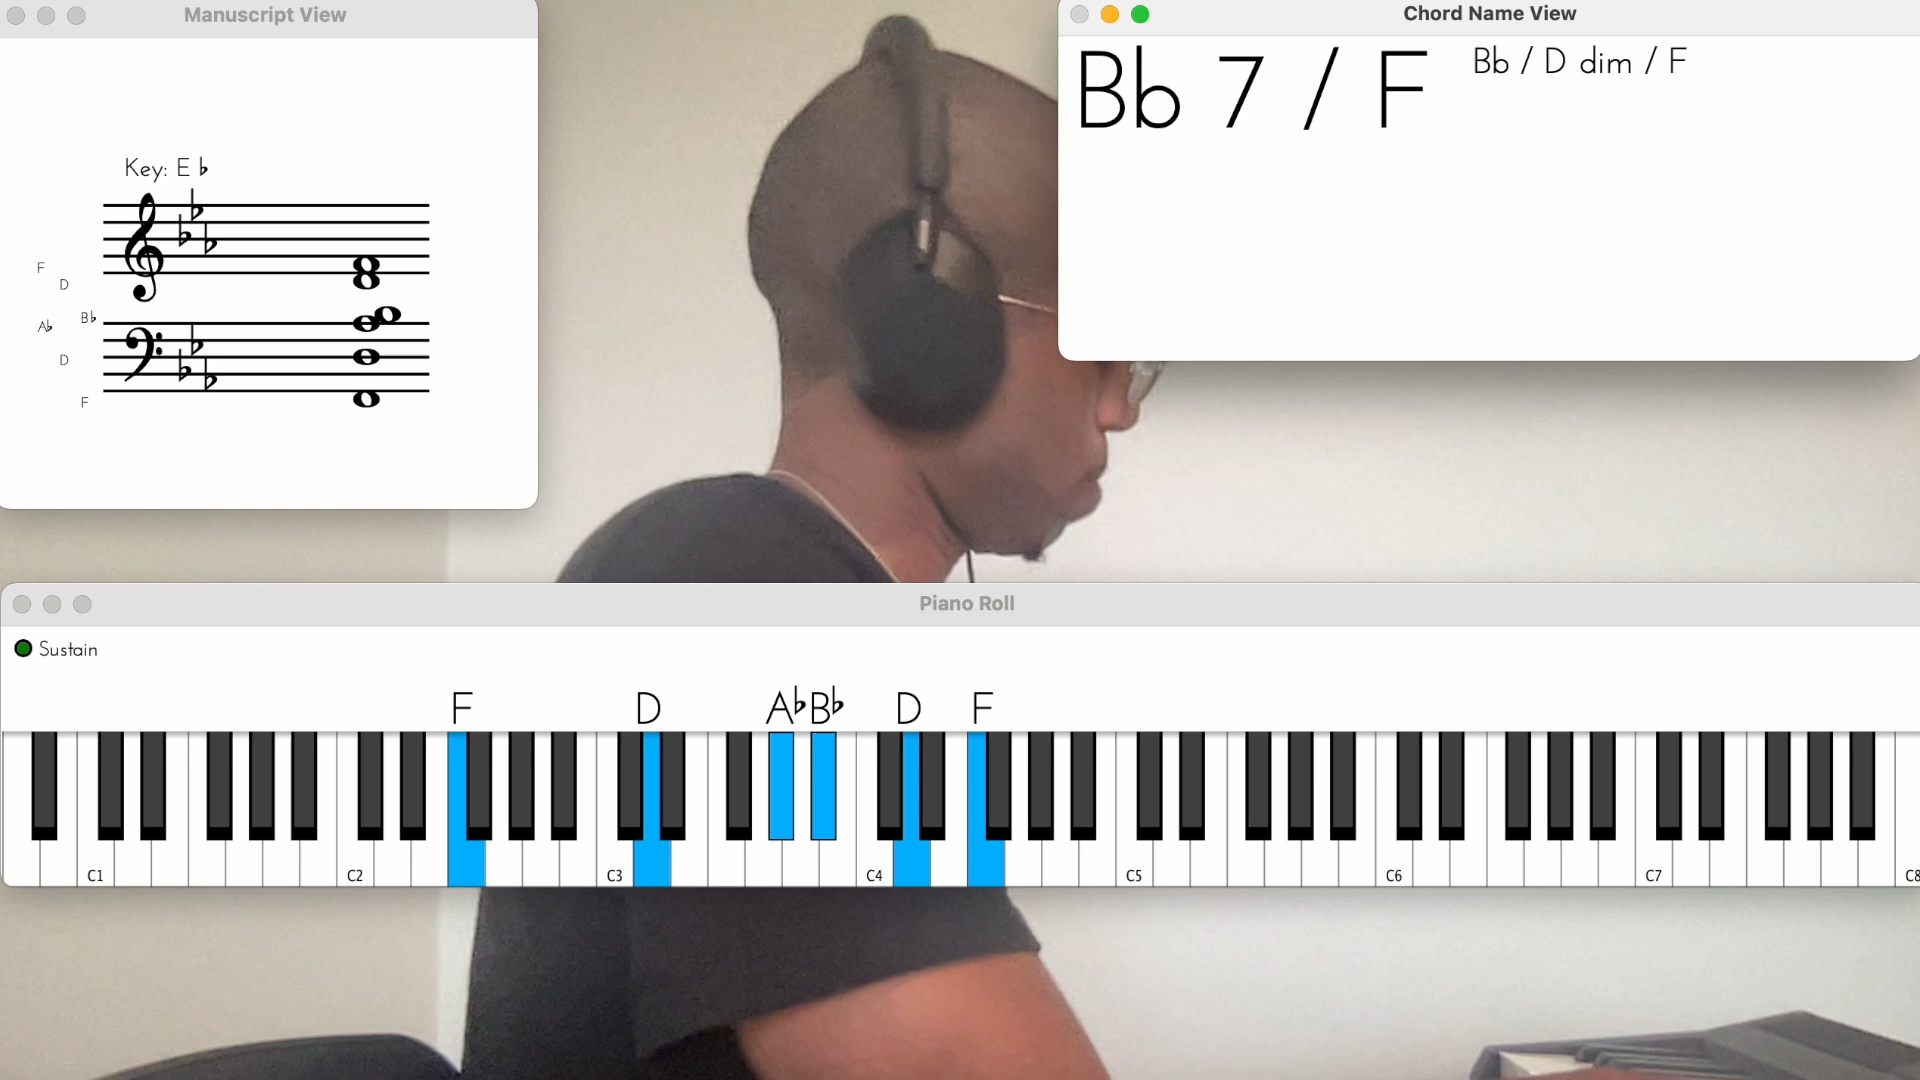 Manuscript View
Key: E♭
F
D
B♭
A♭
D
F
Chord Name View
Bb 7 / F
Bb / D dim / F
Piano Roll
Sustain
F D A♭ B♭ D F
C1 C2 C3 C4 C5 C6 C7 C8